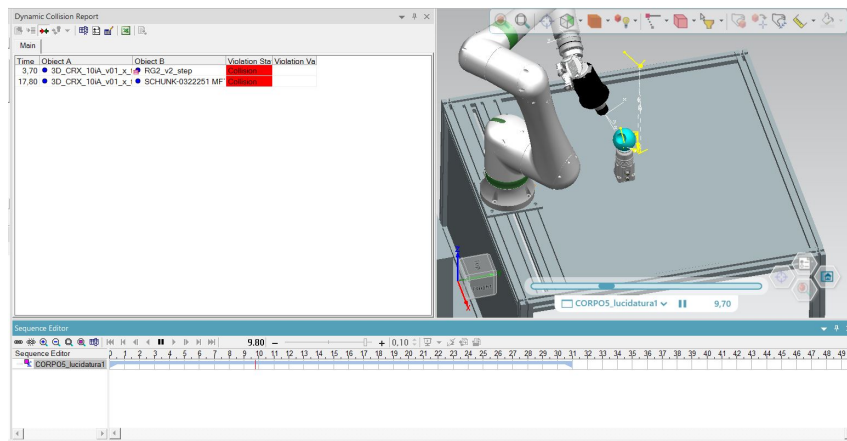 Dynamic Collision Report
Main
Time Object A Object B Violation Sta Violation Va
3,70 3D_CRX_10iA_v01_x_ RG2_v2_step Collision
17,80 3D_CRX_10iA_v01_x_ SCHUNK-0322251 MF Collision
CORPO5_lucidatura1 9,70
Sequence Editor
9.80 0,10
Sequence Editor 0 1 2 3 4 5 6 7 8 9 10 11 12 13 14 15 16 17 18 19 20 21 22 23 24 25 26 27 28 29 30 31 32 33 34 35 36 37 38 39 40 41 42 43 44 45 46 47 48 49
CORPO5_lucidatura1